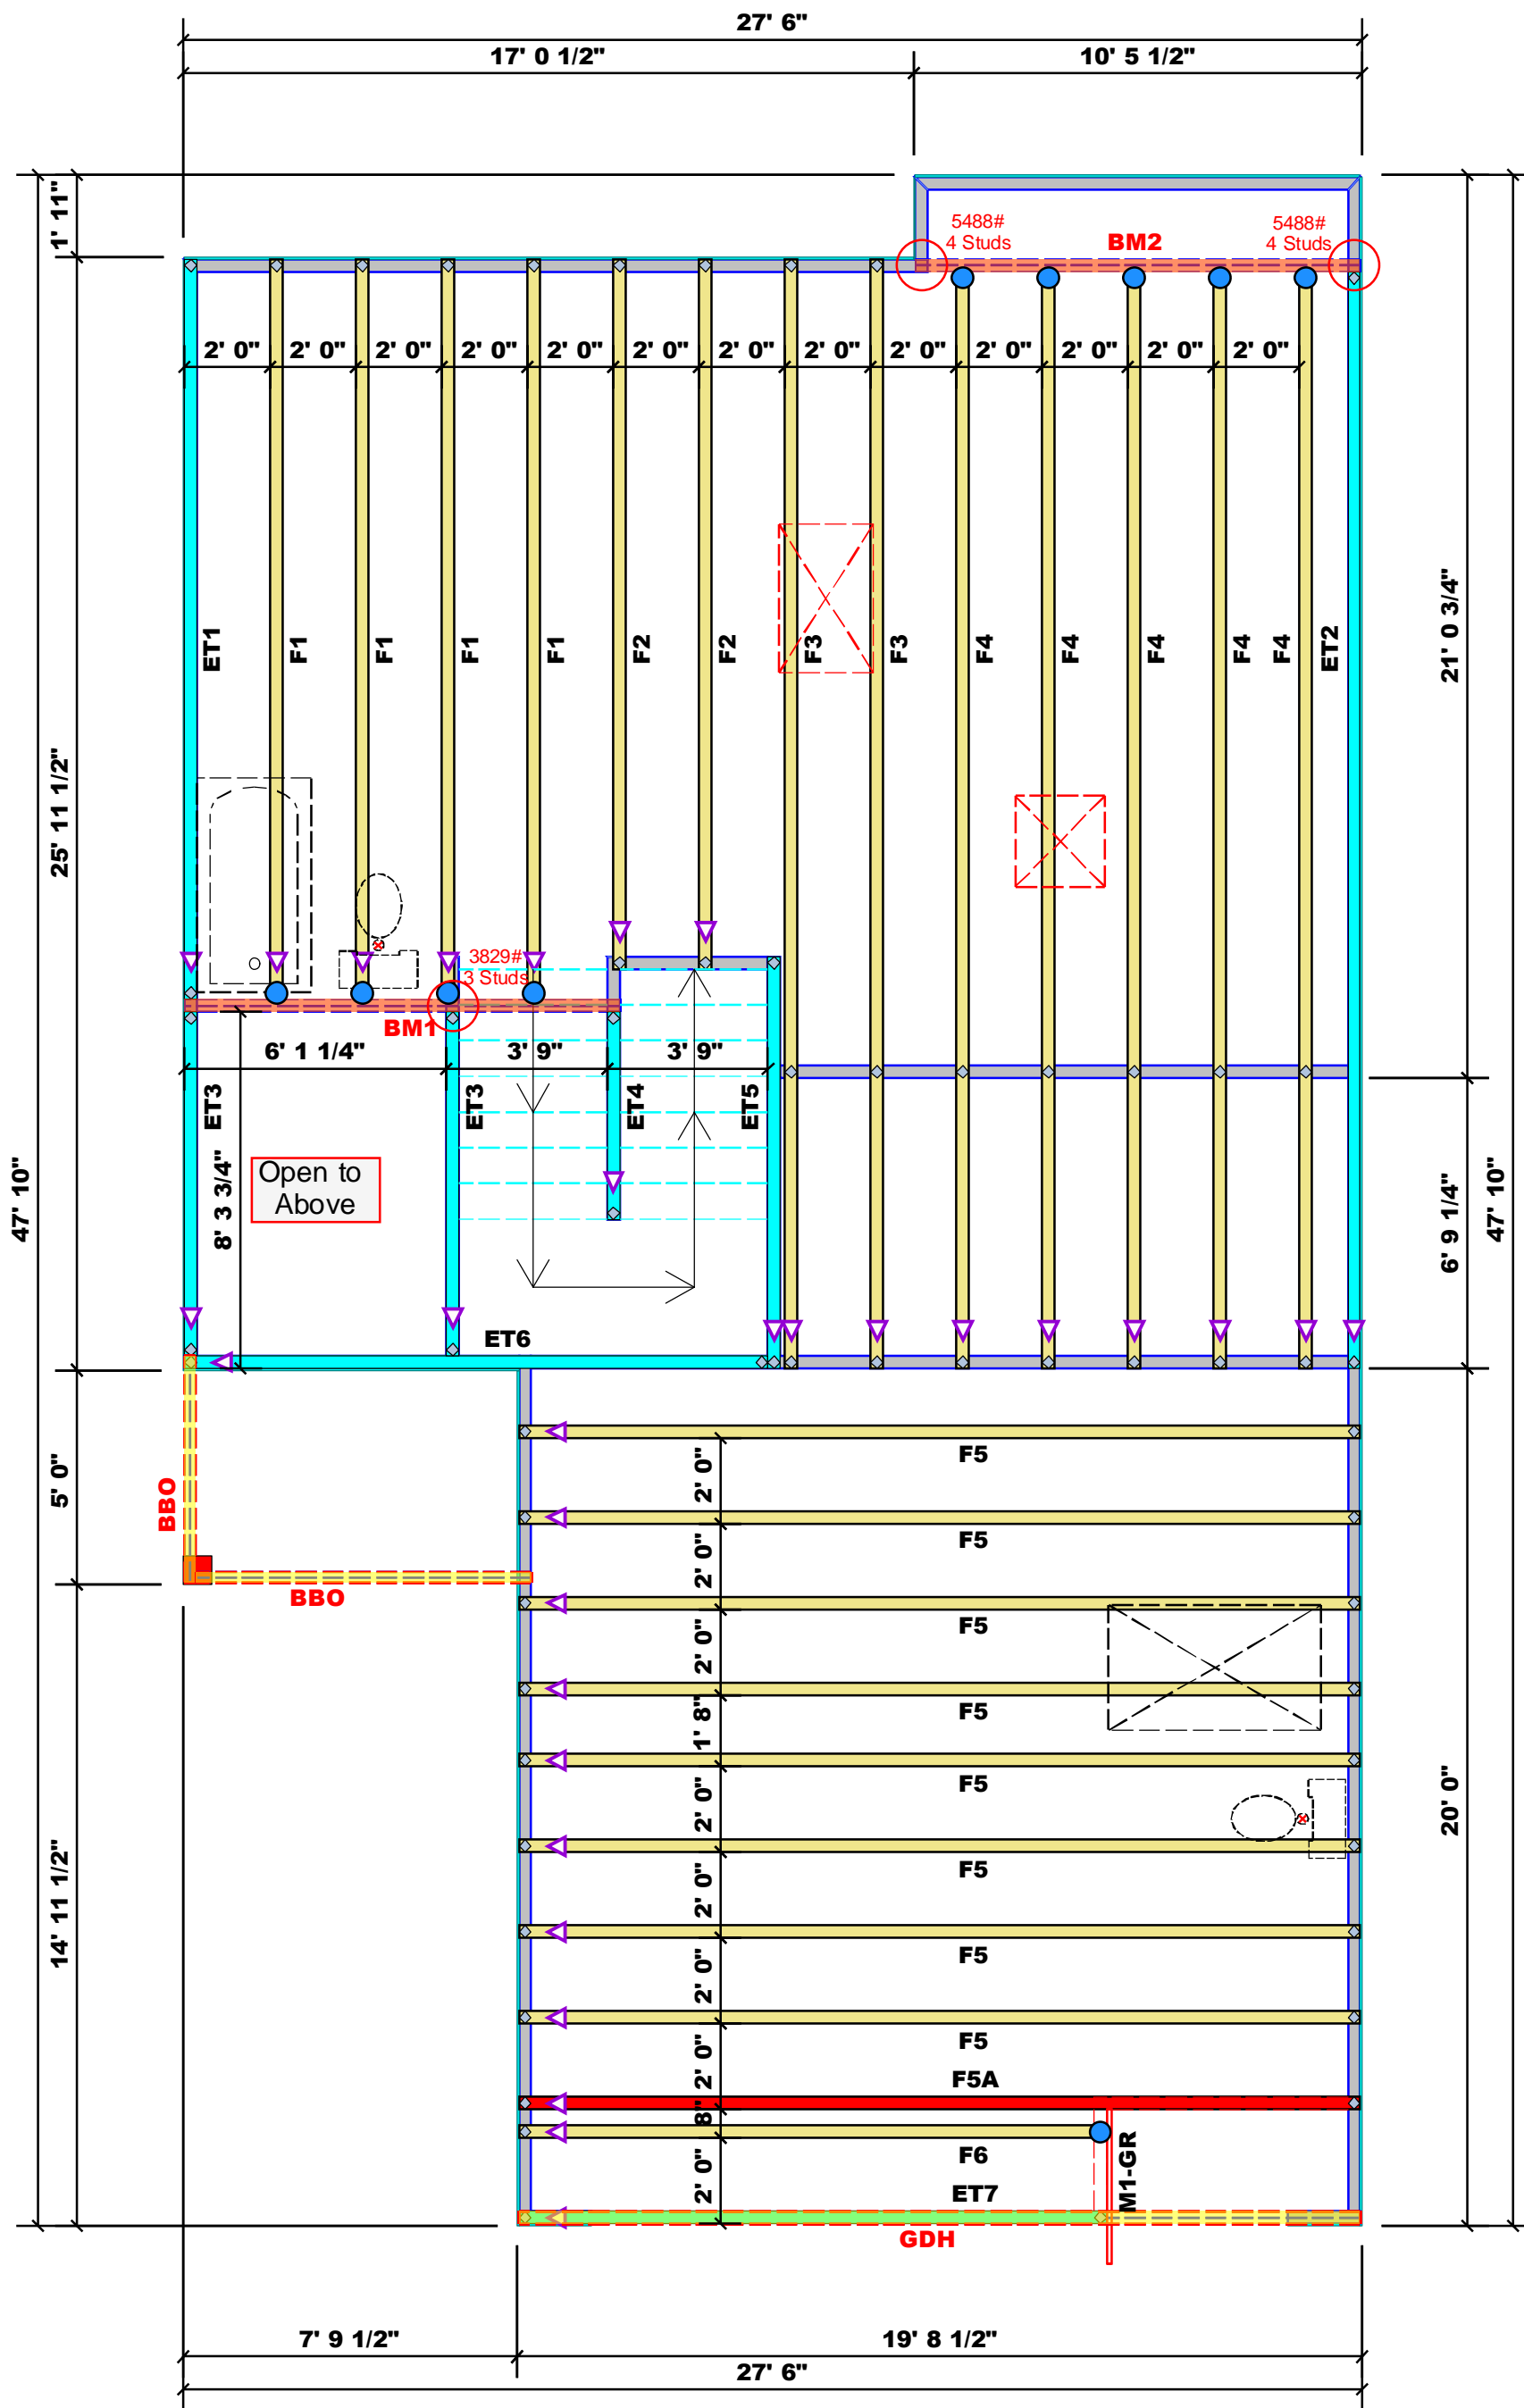 27' 6"
17' 0 1/2"
10' 5 1/2"
1' 11"
5488#
4 Studs
BM2
5488#
4 Studs
2' 0"
2' 0"
2' 0"
2' 0"
2' 0"
2' 0"
2' 0"
2' 0"
2' 0"
2' 0"
2' 0"
2' 0"
2' 0"
ET1
F1
F1
F1
F1
F2
F2
F3
F3
F4
F4
F4
F4
F4
ET2
21' 0 3/4"
25' 11 1/2"
3829#
3 Studs
BM1
6' 1 1/4"
3' 9"
3' 9"
ET3
ET3
ET4
ET5
8' 3 3/4"
Open to
Above
47' 10"
6' 9 1/4"
47' 10"
ET6
5' 0"
BBO
BBO
F5
2' 0"
F5
2' 0"
F5
2' 0"
F5
1' 8"
F5
2' 0"
F5
2' 0"
F5
2' 0"
F5
2' 0"
F5A
8"
F6
M1-GR
2' 0"
ET7
GDH
20' 0"
14' 11 1/2"
7' 9 1/2"
19' 8 1/2"
27' 6"